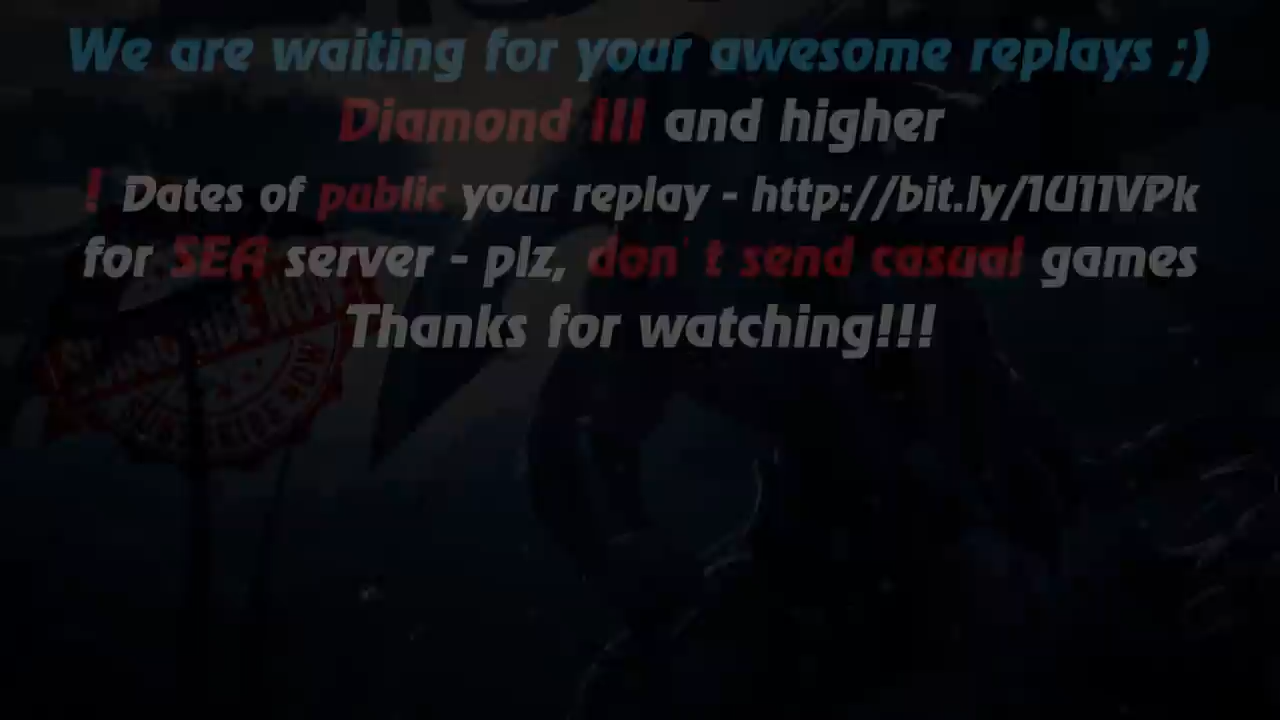 We are waiting for your awesome replays ;)
Diamond III and higher
! Dates of public your replay - http://bit.ly/1U11VPk
for SEA server - plz, don't send casual games
Thanks for watching!!!